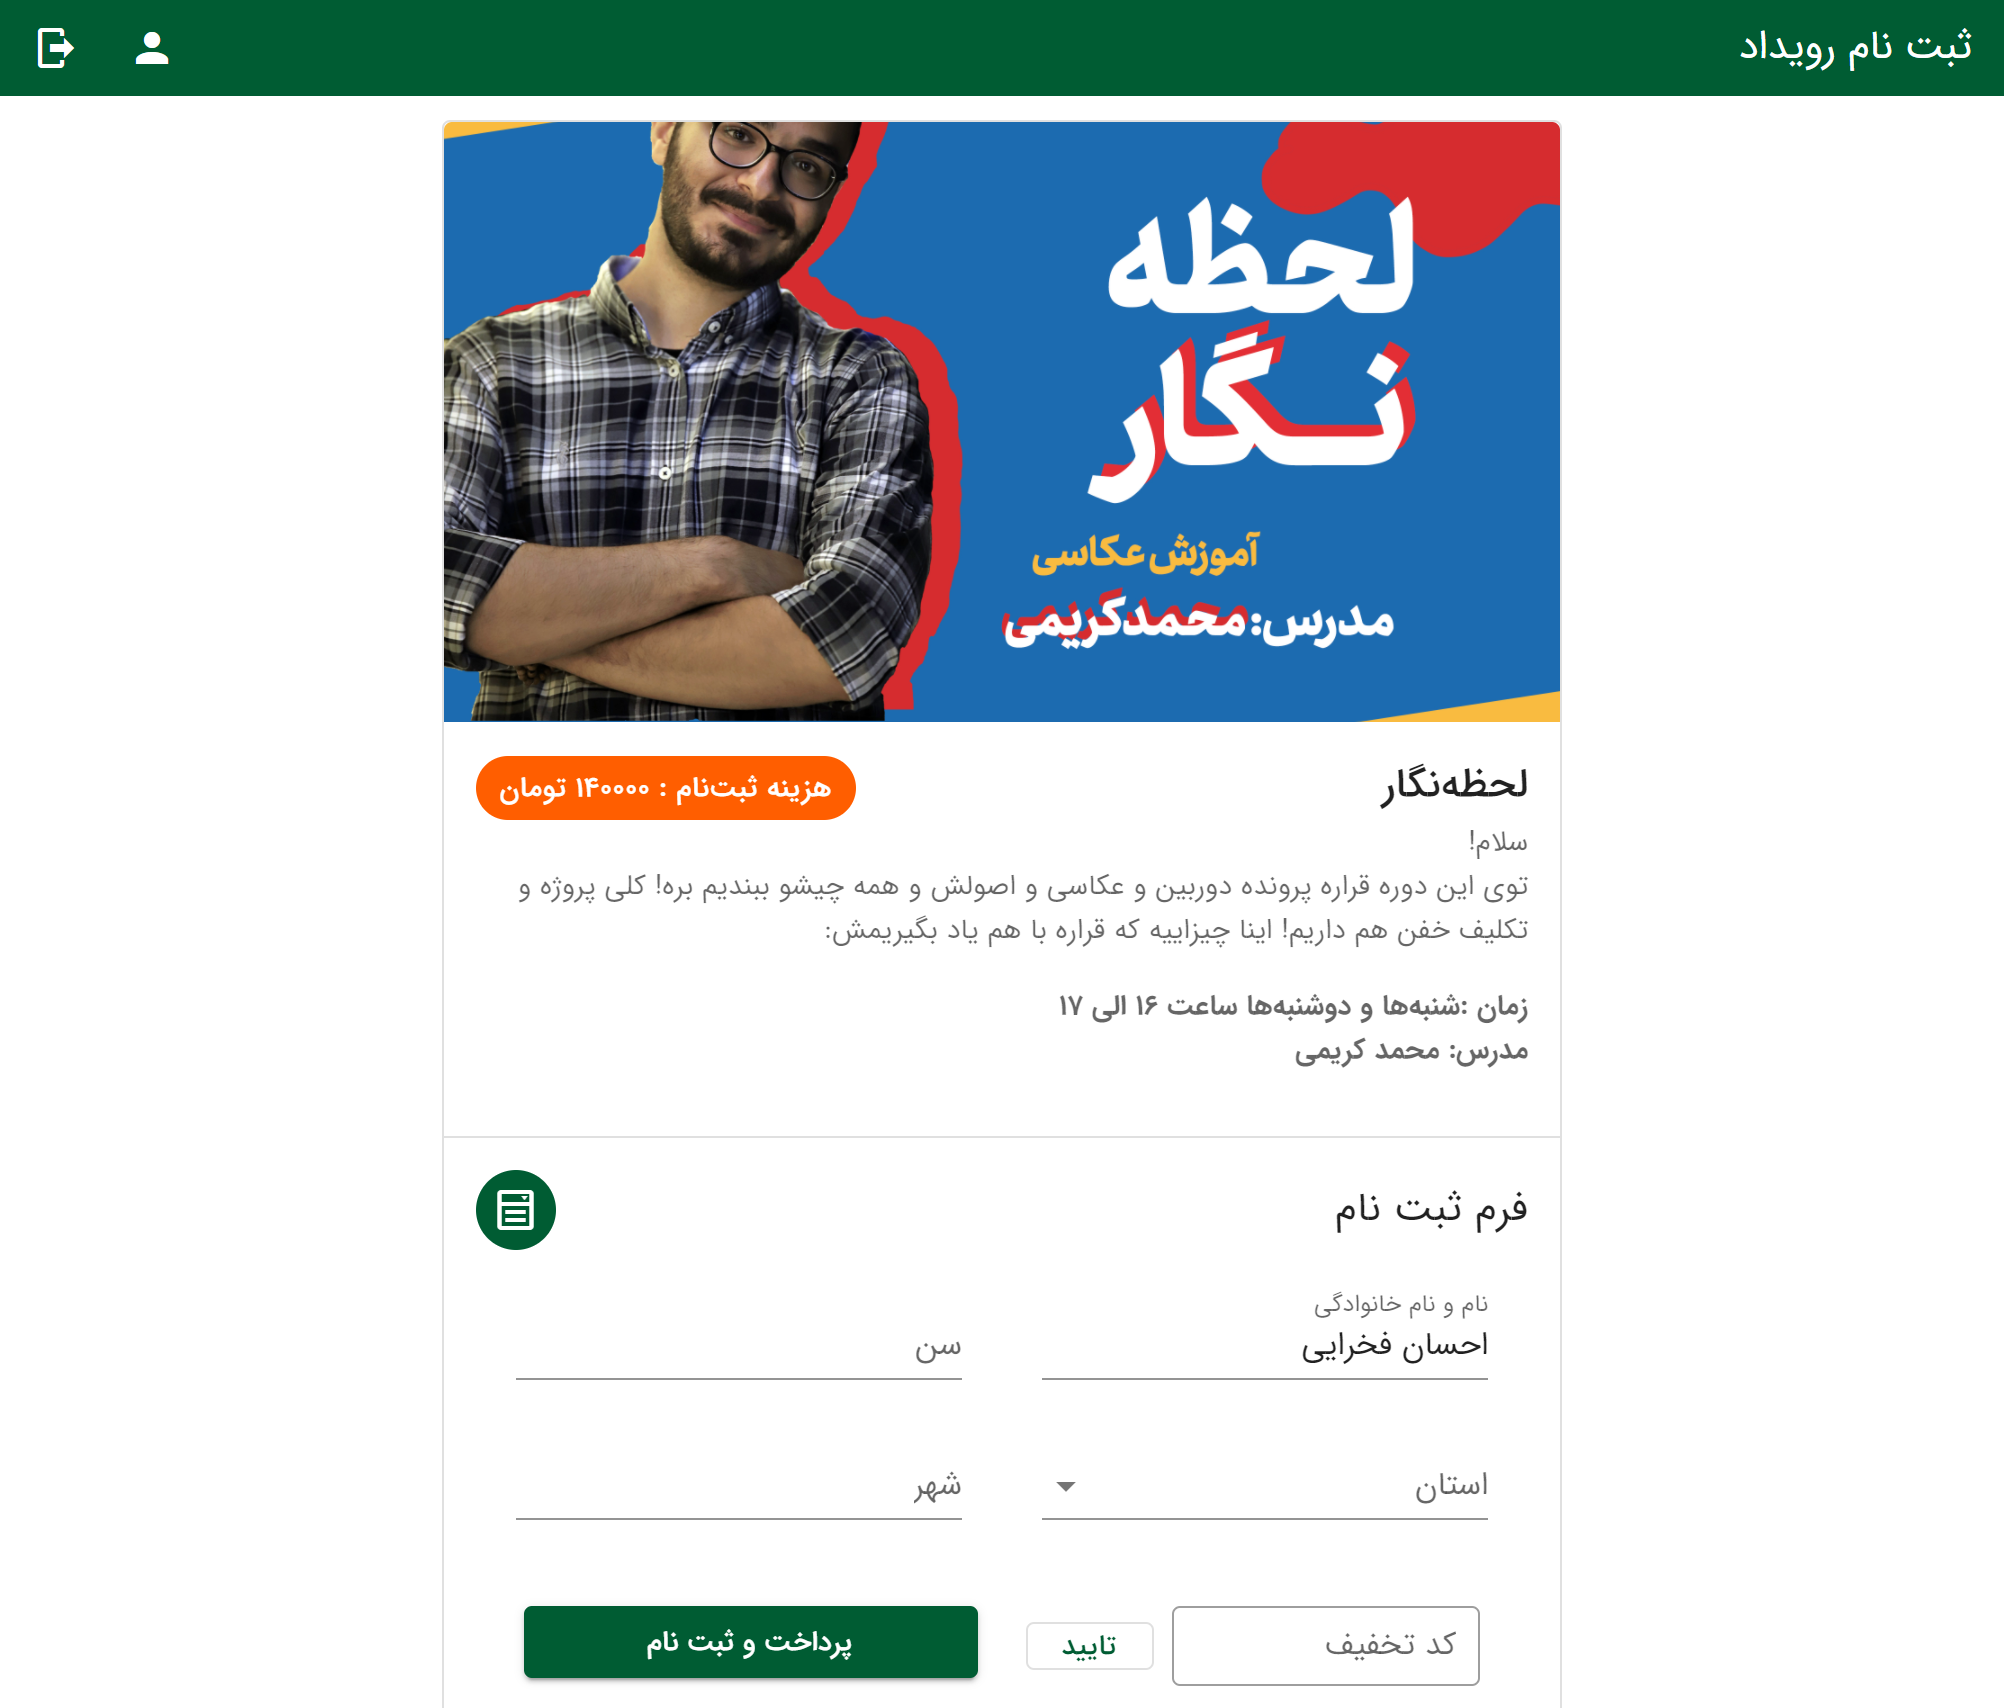 ثبت نام رویداد
لحظه
نگار
آموزش عکاسی
مدرس: محمد کریمی
لحظه‌نگار
هزینه ثبت‌نام : ۱۴۰۰۰۰ تومان
سلام!
توی این دوره قراره پرونده دوربین و عکاسی و اصولش و همه چیشو ببندیم بره! کلی پروژه و
تکلیف خفن هم داریم! اینا چیزاییه که قراره با هم یاد بگیریمش:
زمان :شنبه‌ها و دوشنبه‌ها ساعت ۱۶ الی ۱۷
مدرس: محمد کریمی
فرم ثبت نام
نام و نام خانوادگی
احسان فخرایی
سن
استان
شهر
کد تخفیف
تایید
پرداخت و ثبت نام